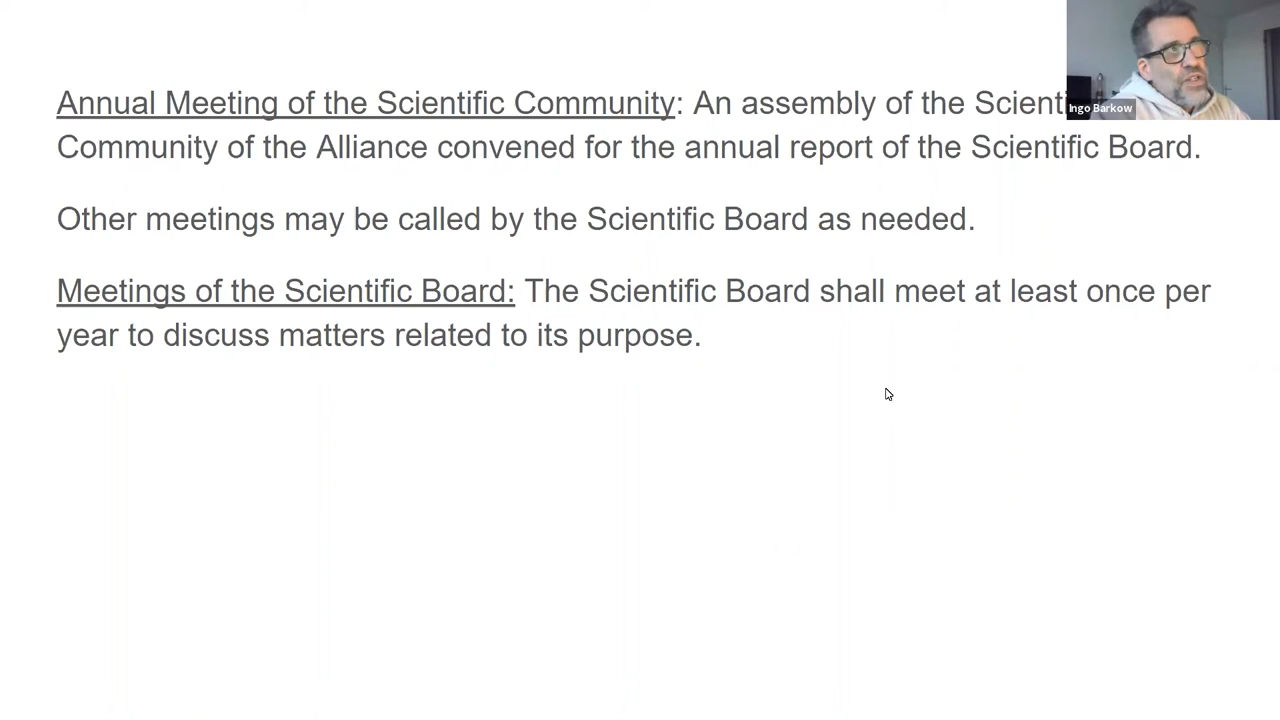 Annual Meeting of the Scientific Community: An assembly of the
Community of the Alliance convened for the annual report of the Scientific Board.
Other meetings may be called by the Scientific Board as needed.
Meetings of the Scientific Board: The Scientific Board shall meet at least once per
year to discuss matters related to its purpose.
Ingo Barkow